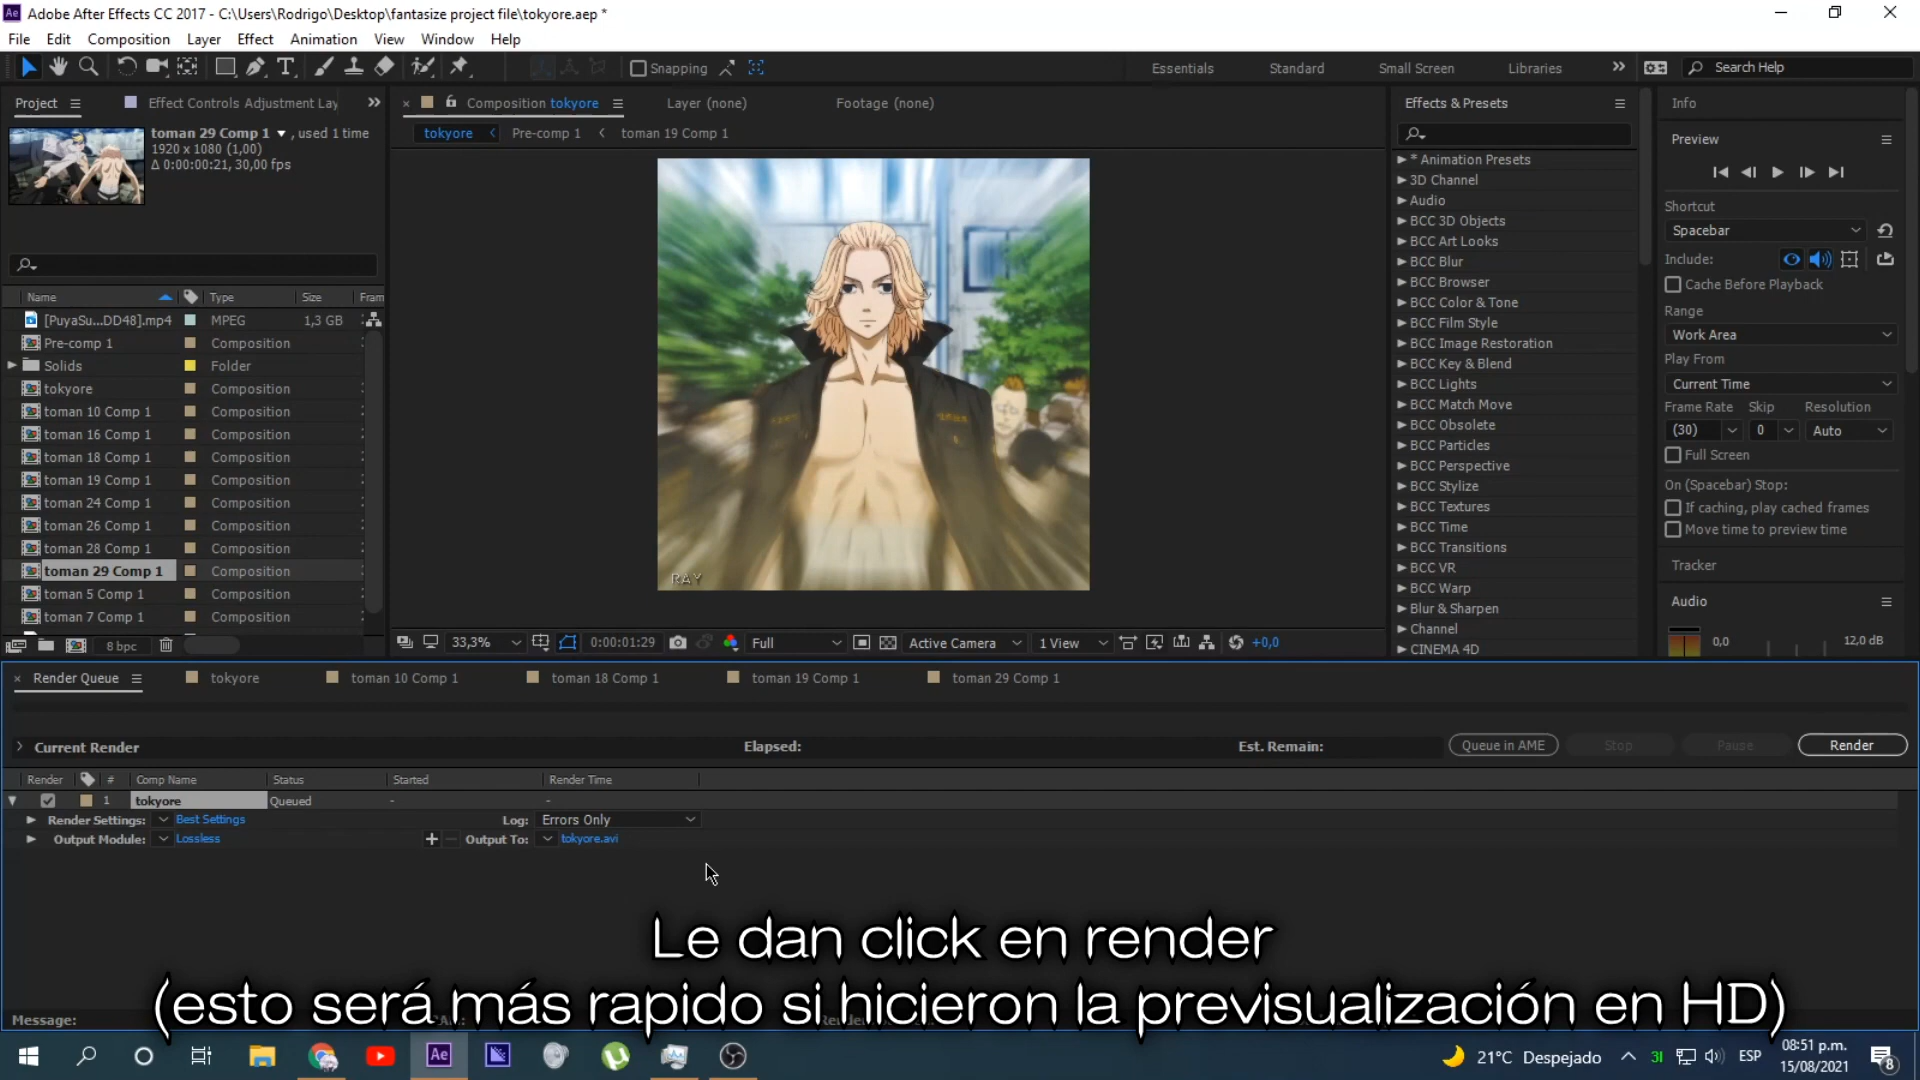 Adobe After Effects CC 2017 - C:\Users\Rodrigo\Desktop\fantasize project file\tokyore.aep *
File Edit Composition Layer Effect Animation View Window Help
Snapping
Essentials Standard Small Screen Libraries
Search Help
Project
Effect Controls Adjustment Lay
Composition tokyore
Layer (none)
Footage (none)
toman 29 Comp 1 , used 1 time
1920 x 1080 (1,00)
Δ 0:00:00:21, 30,00 fps
tokyore Pre-comp 1 toman 19 Comp 1
Name Type Size Fram
[PuyaSu...DD48].mp4 MPEG 1,3 GB
Pre-comp 1 Composition
Solids Folder
tokyore Composition
toman 10 Comp 1 Composition
toman 16 Comp 1 Composition
toman 18 Comp 1 Composition
toman 19 Comp 1 Composition
toman 24 Comp 1 Composition
toman 26 Comp 1 Composition
toman 28 Comp 1 Composition
toman 29 Comp 1 Composition
toman 5 Comp 1 Composition
toman 7 Comp 1 Composition
8 bpc
RAY
33,3% 0:00:01:29 Full Active Camera 1 View +0,0
Effects & Presets
* Animation Presets
3D Channel
Audio
BCC 3D Objects
BCC Art Looks
BCC Blur
BCC Browser
BCC Color & Tone
BCC Film Style
BCC Image Restoration
BCC Key & Blend
BCC Lights
BCC Match Move
BCC Obsolete
BCC Particles
BCC Perspective
BCC Stylize
BCC Textures
BCC Time
BCC Transitions
BCC VR
BCC Warp
Blur & Sharpen
Channel
CINEMA 4D
Info
Preview
Shortcut
Spacebar
Include:
Cache Before Playback
Range
Work Area
Play From
Current Time
Frame Rate Skip Resolution
(30) 0 Auto
Full Screen
On (Spacebar) Stop:
If caching, play cached frames
Move time to preview time
Tracker
Audio
0,0 12,0 dB
Render Queue tokyore toman 10 Comp 1 toman 18 Comp 1 toman 19 Comp 1 toman 29 Comp 1
Current Render Elapsed: Est. Remain: Queue in AME Stop Pause Render
Render # Comp Name Status Started Render Time
1 tokyore Queued - -
Render Settings: Best Settings Log: Errors Only
Output Module: Lossless + Output To: tokyore.avi
Le dan click en render
(esto será más rapido si hicieron la previsualización en HD)
Message:
Ae
21°C Despejado ESP
08:51 p.m.
15/08/2021
8